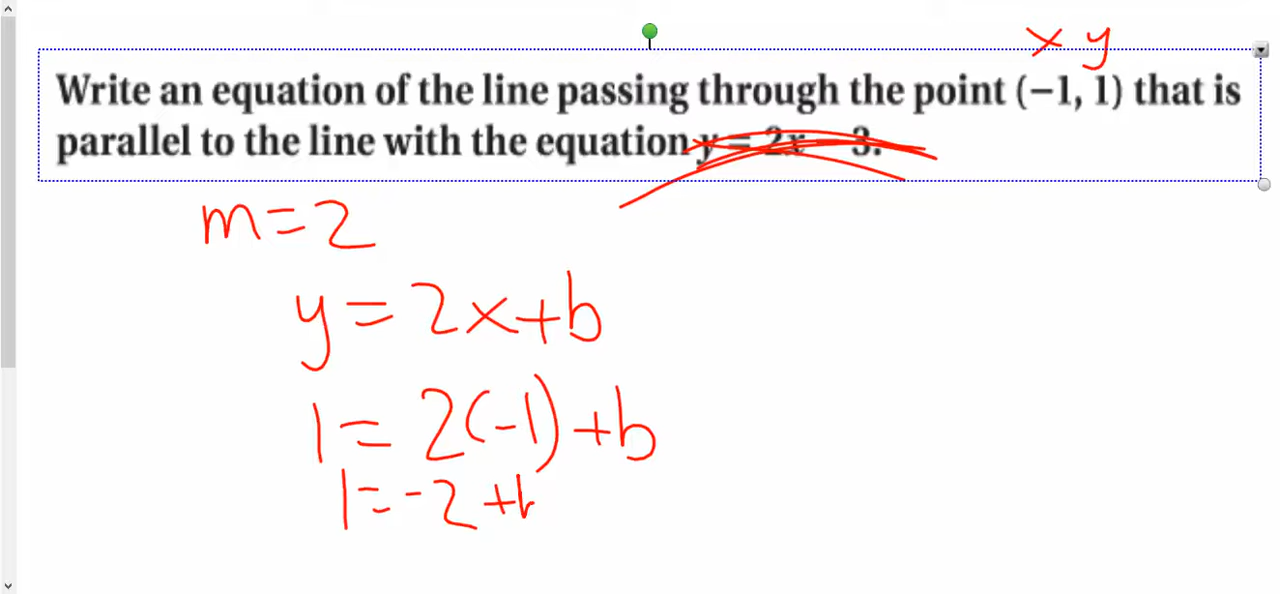 x y
Write an equation of the line passing through the point (−1, 1) that is
parallel to the line with the equation y = 2x − 3.
m=2
y = 2x+b
1 = 2(-1)+b
1=-2+b